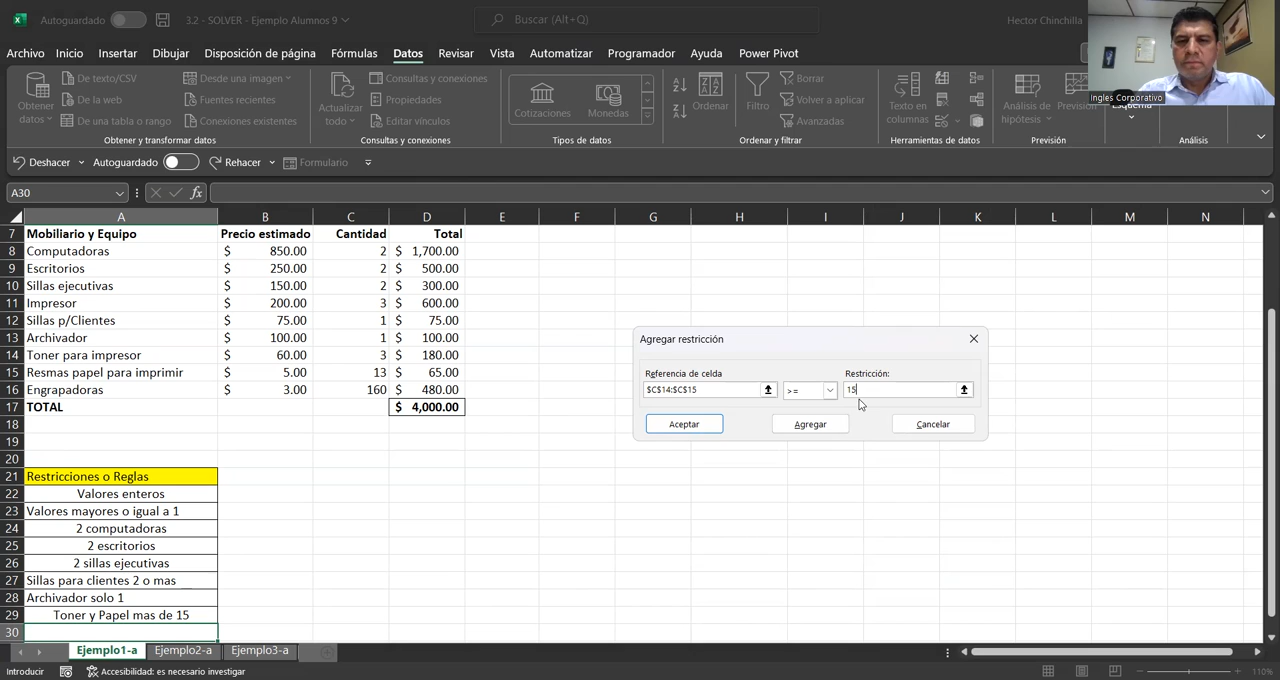 Autoguardado
3.2 - SOLVER - Ejemplo Alumnos 9
Buscar (Alt+Q)
Hector Chinchilla
Archivo Inicio Insertar Dibujar Disposición de página Fórmulas Datos Revisar Vista Automatizar Programador Ayuda Power Pivot
Ingles Corporativo
Obtener datos
De texto/CSV
De la web
De una tabla o rango
Desde una imagen
Fuentes recientes
Conexiones existentes
Obtener y transformar datos
Actualizar todo
Consultas y conexiones
Propiedades
Editar vínculos
Consultas y conexiones
Cotizaciones
Monedas
Tipos de datos
Ordenar
Filtro
Borrar
Volver a aplicar
Avanzadas
Ordenar y filtrar
Texto en columnas
Herramientas de datos
Análisis de hipótesis
Previsión
Esquema
Análisis
Deshacer Autoguardado Rehacer Formulario
A30
fx
A B C D E F G H I J K L M N
7 Mobiliario y Equipo Precio estimado Cantidad Total
8 Computadoras $ 850.00 2 $ 1,700.00
9 Escritorios $ 250.00 2 $ 500.00
10 Sillas ejecutivas $ 150.00 2 $ 300.00
11 Impresor $ 200.00 3 $ 600.00
12 Sillas p/Clientes $ 75.00 1 $ 75.00
13 Archivador $ 100.00 1 $ 100.00
14 Toner para impresor $ 60.00 3 $ 180.00
15 Resmas papel para imprimir $ 5.00 13 $ 65.00
16 Engrapadoras $ 3.00 160 $ 480.00
17 TOTAL $ 4,000.00
18
19
20
21 Restricciones o Reglas
22 Valores enteros
23 Valores mayores o igual a 1
24 2 computadoras
25 2 escritorios
26 2 sillas ejecutivas
27 Sillas para clientes 2 o mas
28 Archivador solo 1
29 Toner y Papel mas de 15
30
Agregar restricción
Referencia de celda Restricción:
$C$14:$C$15 >= 15
Aceptar Agregar Cancelar
Ejemplo1-a Ejemplo2-a Ejemplo3-a
Introducir
Accesibilidad: es necesario investigar
110%